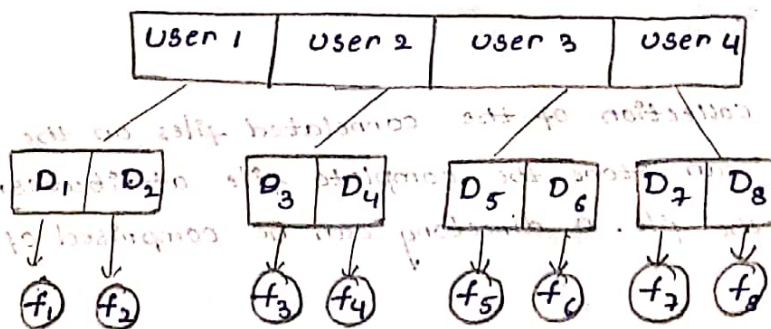 User 1 User 2 User 3 User 4
D1 D2 D3 D4 D5 D6 D7 D8
f1 f2 f3 f4 f5 f6 f7 f8